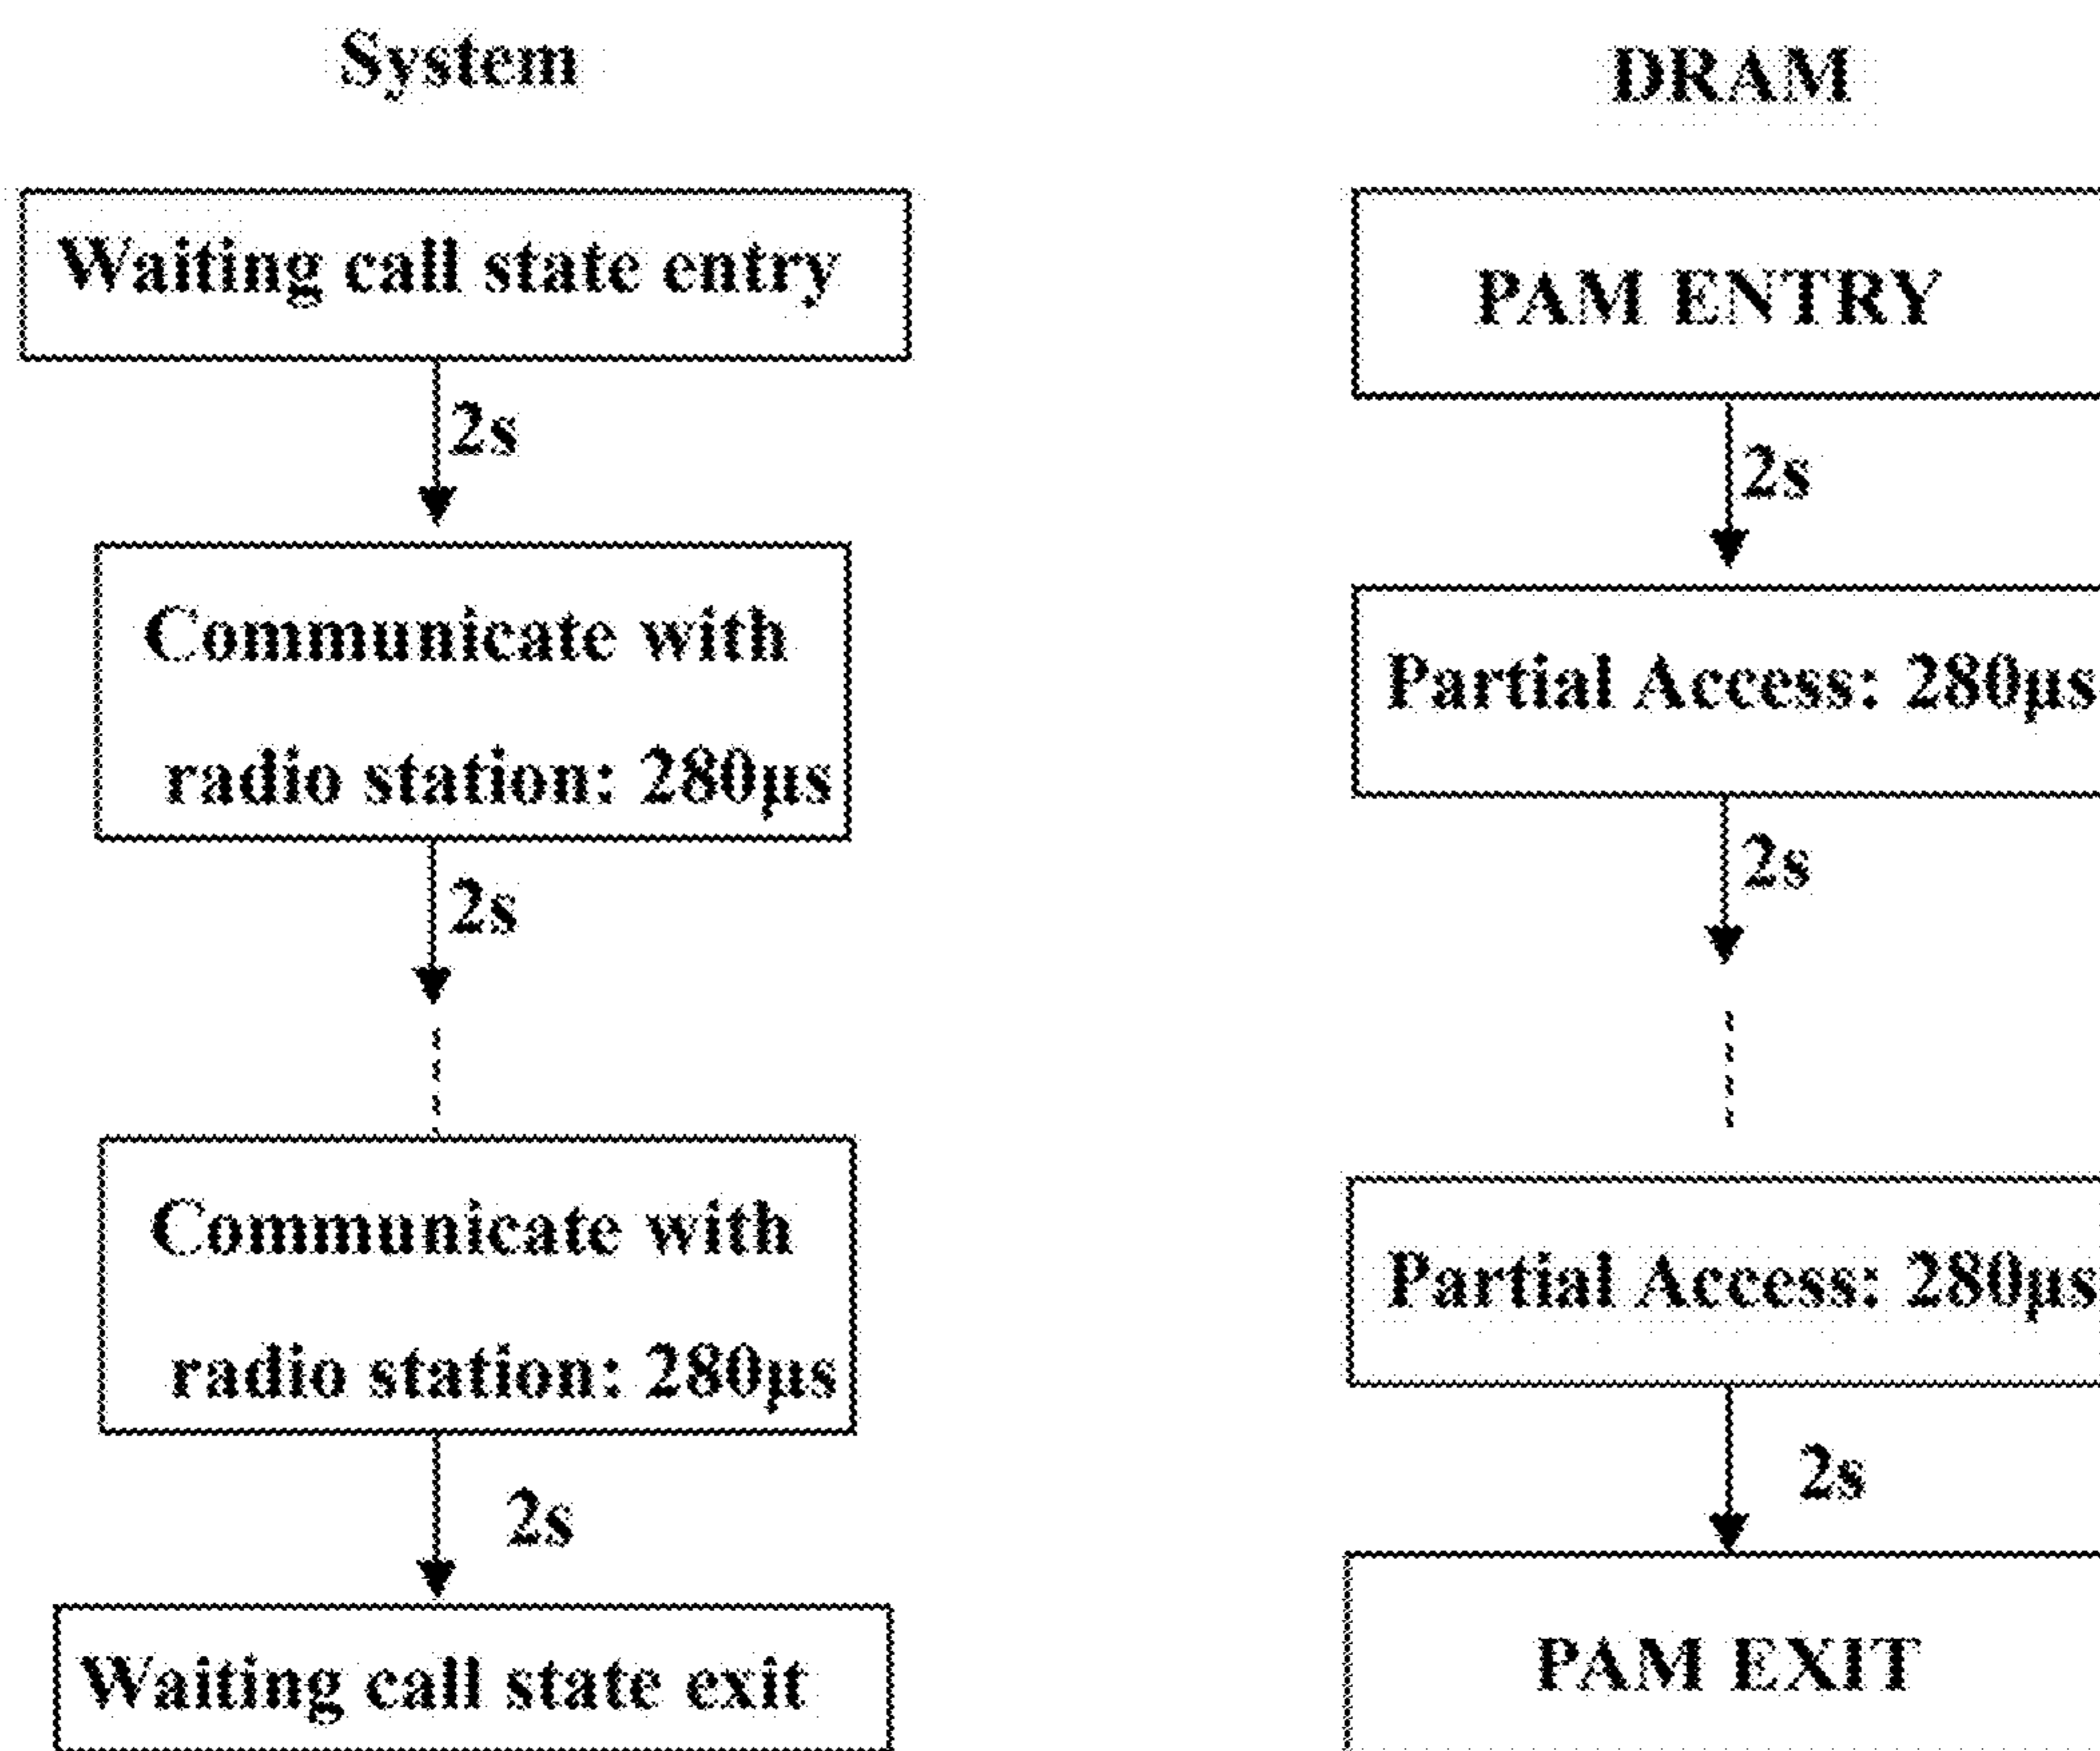 System
Waiting call state entry
2s
Communicate with
radio station: 280µs
2s
Communicate with
radio station: 280µs
2s
Waiting call state exit
DRAM
PAM ENTRY
2s
Partial Access: 280µs
2s
Partial Access: 280µs
2s
PAM EXIT